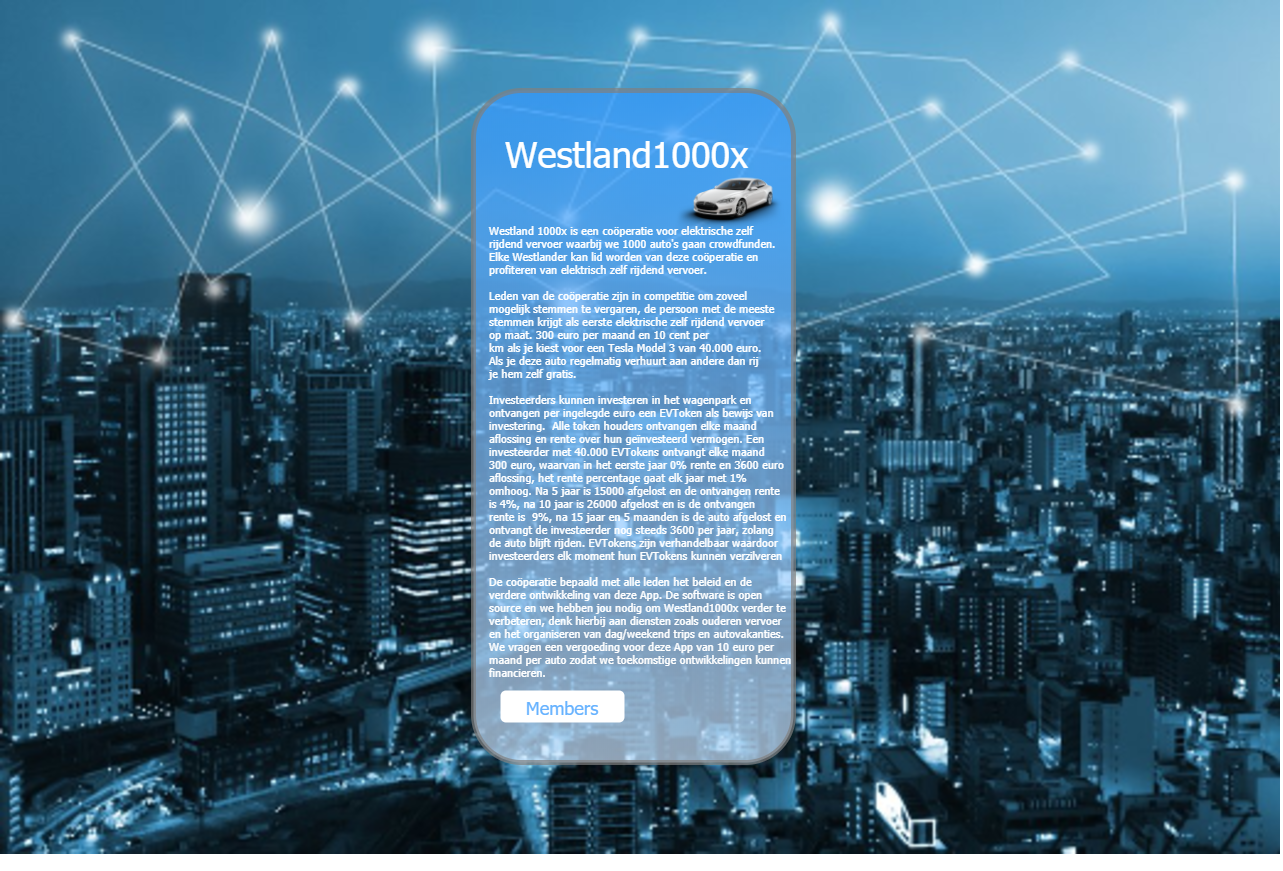 Westland1000x
Westland 1000x is een coöperatie voor elektrische zelf
rijdend vervoer waarbij we 1000 auto's gaan crowdfunden.
Elke Westlander kan lid worden van deze coöperatie en
profiteren van elektrisch zelf rijdend vervoer.
Leden van de coöperatie zijn in competitie om zoveel
mogelijk stemmen te vergaren, de persoon met de meeste
stemmen krijgt als eerste elektrische zelf rijdend vervoer
op maat. 300 euro per maand en 10 cent per
km als je kiest voor een Tesla Model 3 van 40.000 euro.
Als je deze auto regelmatig verhuurt aan andere dan rij
je hem zelf gratis.
Investeerders kunnen investeren in het wagenpark en
ontvangen per ingelegde euro een EVToken als bewijs van
investering.  Alle token houders ontvangen elke maand
aflossing en rente over hun geïnvesteerd vermogen. Een
investeerder met 40.000 EVTokens ontvangt elke maand
300 euro, waarvan in het eerste jaar 0% rente en 3600 euro
aflossing, het rente percentage gaat elk jaar met 1%
omhoog. Na 5 jaar is 15000 afgelost en de ontvangen rente
is 4%, na 10 jaar is 26000 afgelost en is de ontvangen
rente is  9%, na 15 jaar en 5 maanden is de auto afgelost en
ontvangt de investeerder nog steeds 3600 per jaar, zolang
de auto blijft rijden. EVTokens zijn verhandelbaar waardoor
investeerders elk moment hun EVTokens kunnen verzilveren
De coöperatie bepaald met alle leden het beleid en de
verdere ontwikkeling van deze App. De software is open
source en we hebben jou nodig om Westland1000x verder te
verbeteren, denk hierbij aan diensten zoals ouderen vervoer
en het organiseren van dag/weekend trips en autovakanties.
We vragen een vergoeding voor deze App van 10 euro per
maand per auto zodat we toekomstige ontwikkelingen kunnen
financieren.
Members